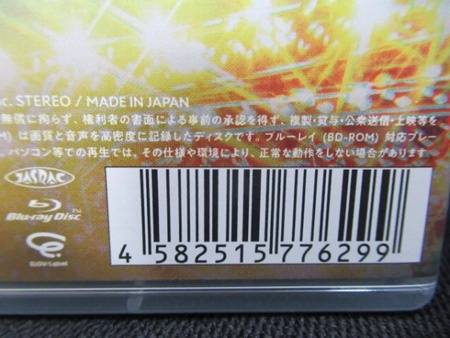 c. STEREO / MADE IN JAPAN
無償に拘らず、権利者の書面による事前の承認を得ず、複製・貸与・公衆送信・上映等を
M) は画質と音声を高密度に記録したディスクです。ブルーレイ (BD-ROM) 対応プレー
パソコン等での再生では、その仕様や環境により、正常な動作をしない場合があります。
JASRAC
Blu-ray Disc™
4 582515 776299